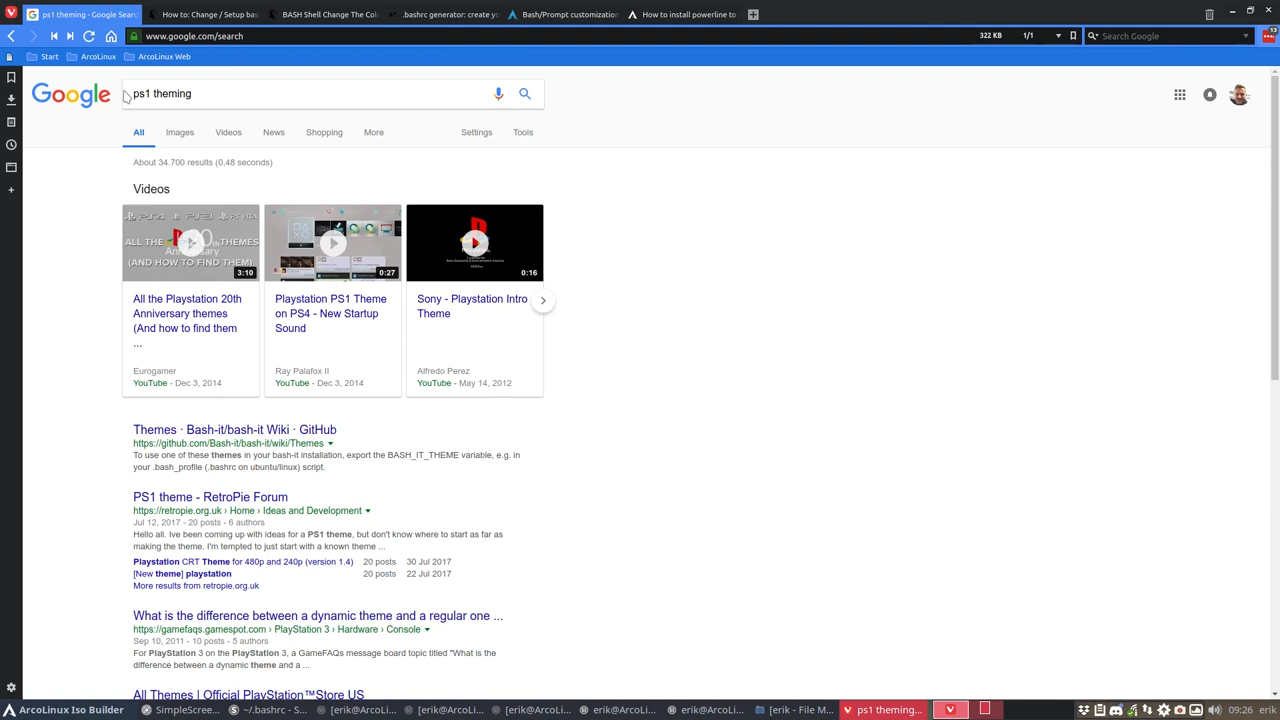 ps1 theming - Google Sear
How to: Change / Setup bas
BASH Shell Change The Col
.bashrc generator: create yo
Bash/Prompt customization
How to install powerline to
www.google.com/search
322 KB
1/1
Search Google
13
Start
ArcoLinux
ArcoLinux Web
Google
ps1 theming
All
Images
Videos
News
Shopping
More
Settings
Tools
About 34.700 results (0,48 seconds)
Videos
ALL THE
THEMES
Anniversary
(AND HOW TO FIND THEM)
3:10
0:27
0:16
All the Playstation 20th
Anniversary themes
(And how to find them
...
Eurogamer
YouTube - Dec 3, 2014
Playstation PS1 Theme
on PS4 - New Startup
Sound
Ray Palafox II
YouTube - Dec 3, 2014
Sony - Playstation Intro
Theme
Alfredo Perez
YouTube - May 14, 2012
Themes · Bash-it/bash-it Wiki · GitHub
https://github.com/Bash-it/bash-it/wiki/Themes
To use one of these themes in your bash-it installation, export the BASH_IT_THEME variable, e.g. in
your .bash_profile (.bashrc on ubuntu/linux) script.
PS1 theme - RetroPie Forum
https://retropie.org.uk › Home › Ideas and Development
Jul 12, 2017 - 20 posts - 6 authors
Hello all. Ive been coming up with ideas for a PS1 theme, but don't know where to start as far as
making the theme. I'm tempted to just start with a known theme ...
Playstation CRT Theme for 480p and 240p (version 1.4) 20 posts 30 Jul 2017
[New theme] playstation 20 posts 22 Jul 2017
More results from retropie.org.uk
What is the difference between a dynamic theme and a regular one ...
https://gamefaqs.gamespot.com › PlayStation 3 › Hardware › Console
Sep 10, 2011 - 10 posts - 5 authors
For PlayStation 3 on the PlayStation 3, a GameFAQs message board topic titled "What is the
difference between a dynamic theme and a ...
All Themes | Official PlayStation™Store US
ArcoLinux Iso Builder
SimpleScree...
~/.bashrc - ...
[erik@ArcoLi...
[erik@ArcoLi...
[erik@ArcoLi...
[erik@ArcoLi...
[erik - File M...
ps1 theming...
09:26
erik